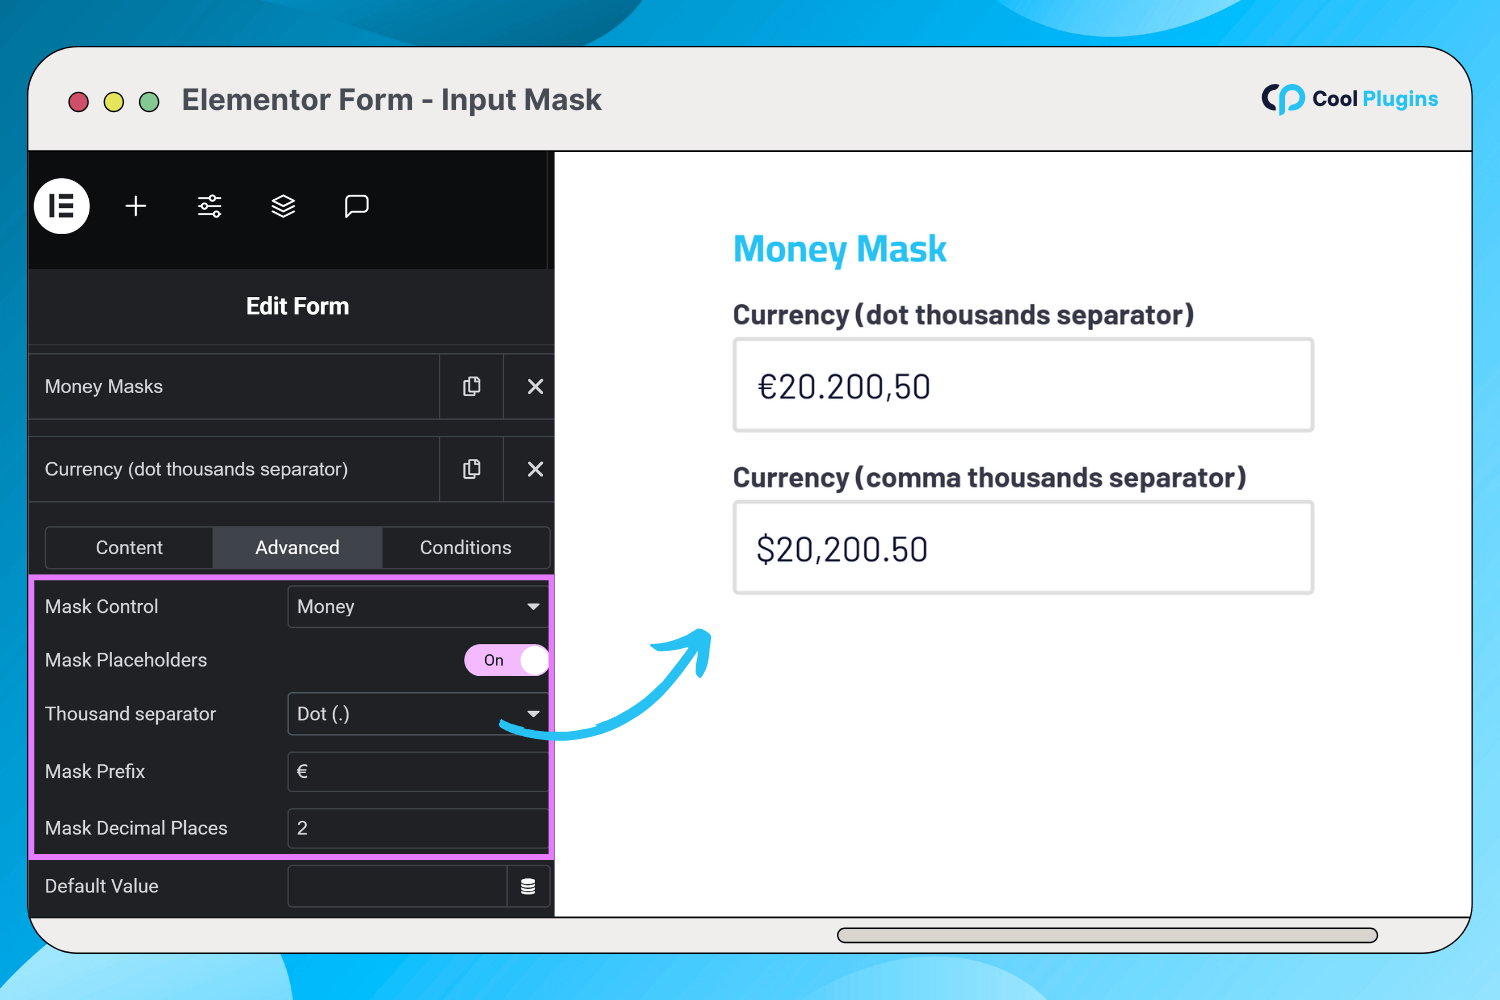 Elementor Form - Input Mask
Cool Plugins
Edit Form
Money Masks
Currency (dot thousands separator)
Content
Advanced
Conditions
Mask Control
Money
Mask Placeholders
On
Thousand separator
Dot (.)
Mask Prefix
€
Mask Decimal Places
2
Default Value
Money Mask
Currency (dot thousands separator)
€20.200,50
Currency (comma thousands separator)
$20,200.50